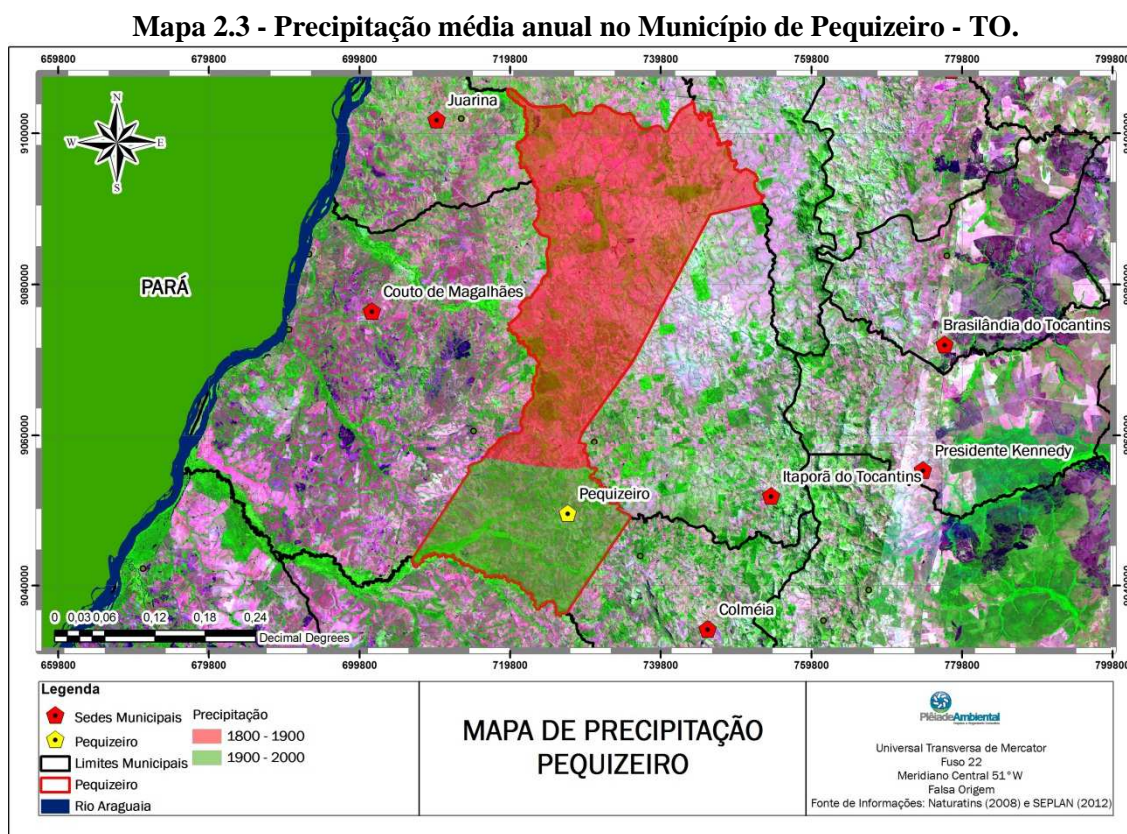 Mapa 2.3 - Precipitação média anual no Município de Pequizeiro - TO.
659800 679800 699800 719800 739800 759800 779800 799800
9100000 9100000
9080000 9080000
9060000 9060000
9040000 9040000
N
W E
S
Juarina
PARÁ
Couto de Magalhães
Brasilândia do Tocantins
Presidente Kennedy
Itaporã do Tocantins
Pequizeiro
Colméia
0 0,03 0,06 0,12 0,18 0,24
Decimal Degrees
659800 679800 699800 719800 739800 759800 779800 799800
Legenda
Sedes Municipais
Pequizeiro
Limites Municipais
Pequizeiro
Rio Araguaia
Precipitação
1800 - 1900
1900 - 2000
MAPA DE PRECIPITAÇÃO
PEQUIZEIRO
PlêiadeAmbiental
Universal Transversa de Mercator
Fuso 22
Meridiano Central 51°W
Falsa Origem
Fonte de Informações: Naturatins (2008) e SEPLAN (2012)